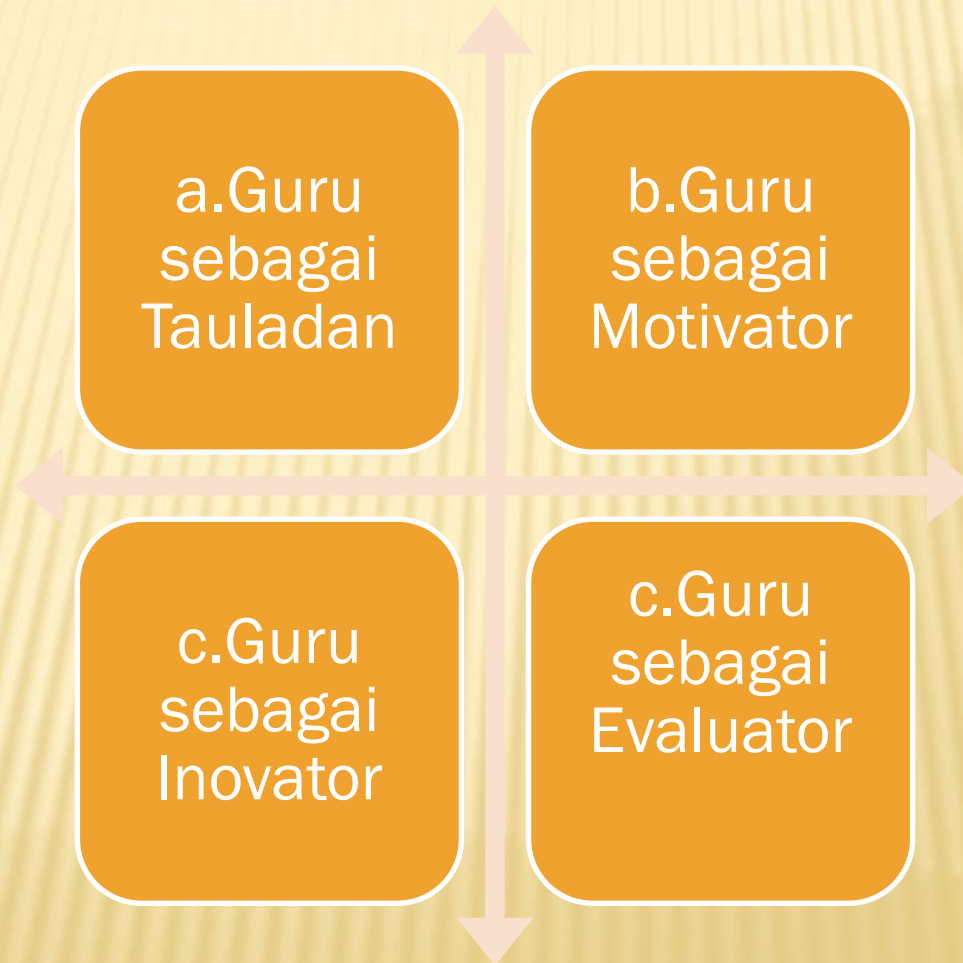 a.Guru
sebagai
Tauladan
b.Guru
sebagai
Motivator
c.Guru
sebagai
Inovator
c.Guru
sebagai
Evaluator